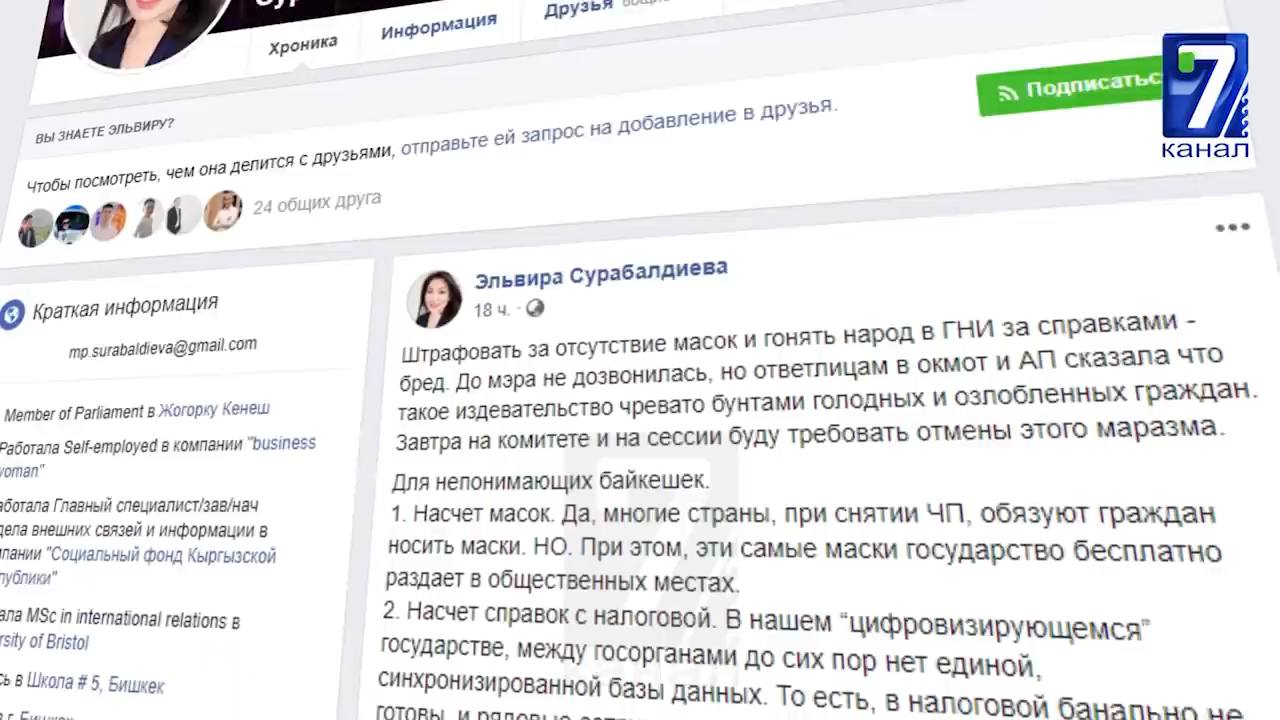 Хроника
Информация
Друзья
Подписаться
7
канал
ВЫ ЗНАЕТЕ ЭЛЬВИРУ?
Чтобы посмотреть, чем она делится с друзьями, отправьте ей запрос на добавление в друзья.
24 общих друга
Краткая информация
mp.surabaldieva@gmail.com
Member of Parliament в Жогорку Кенеш
Работала Self-employed в компании "business
woman"
аботала Главный специалист/зав/нач
дела внешних связей и информации в
пании "Социальный фонд Кыргызской
публики"
ала MSc in international relations в
rsity of Bristol
сь в Школа # 5, Бишкек
в г. Бишкек
Эльвира Сурабалдиева
18 ч. ·
Штрафовать за отсутствие масок и гонять народ в ГНИ за справками -
бред. До мэра не дозвонилась, но ответлицам в окмот и АП сказала что
такое издевательство чревато бунтами голодных и озлобленных граждан.
Завтра на комитете и на сессии буду требовать отмены этого маразма.
Для непонимающих байкешек.
1. Насчет масок. Да, многие страны, при снятии ЧП, обязуют граждан
носить маски. НО. При этом, эти самые маски государство бесплатно
раздает в общественных местах.
2. Насчет справок с налоговой. В нашем “цифровизирующемся”
государстве, между госорганами до сих пор нет единой,
синхронизированной базы данных. То есть, в налоговой банально не
готовы, и рядовые